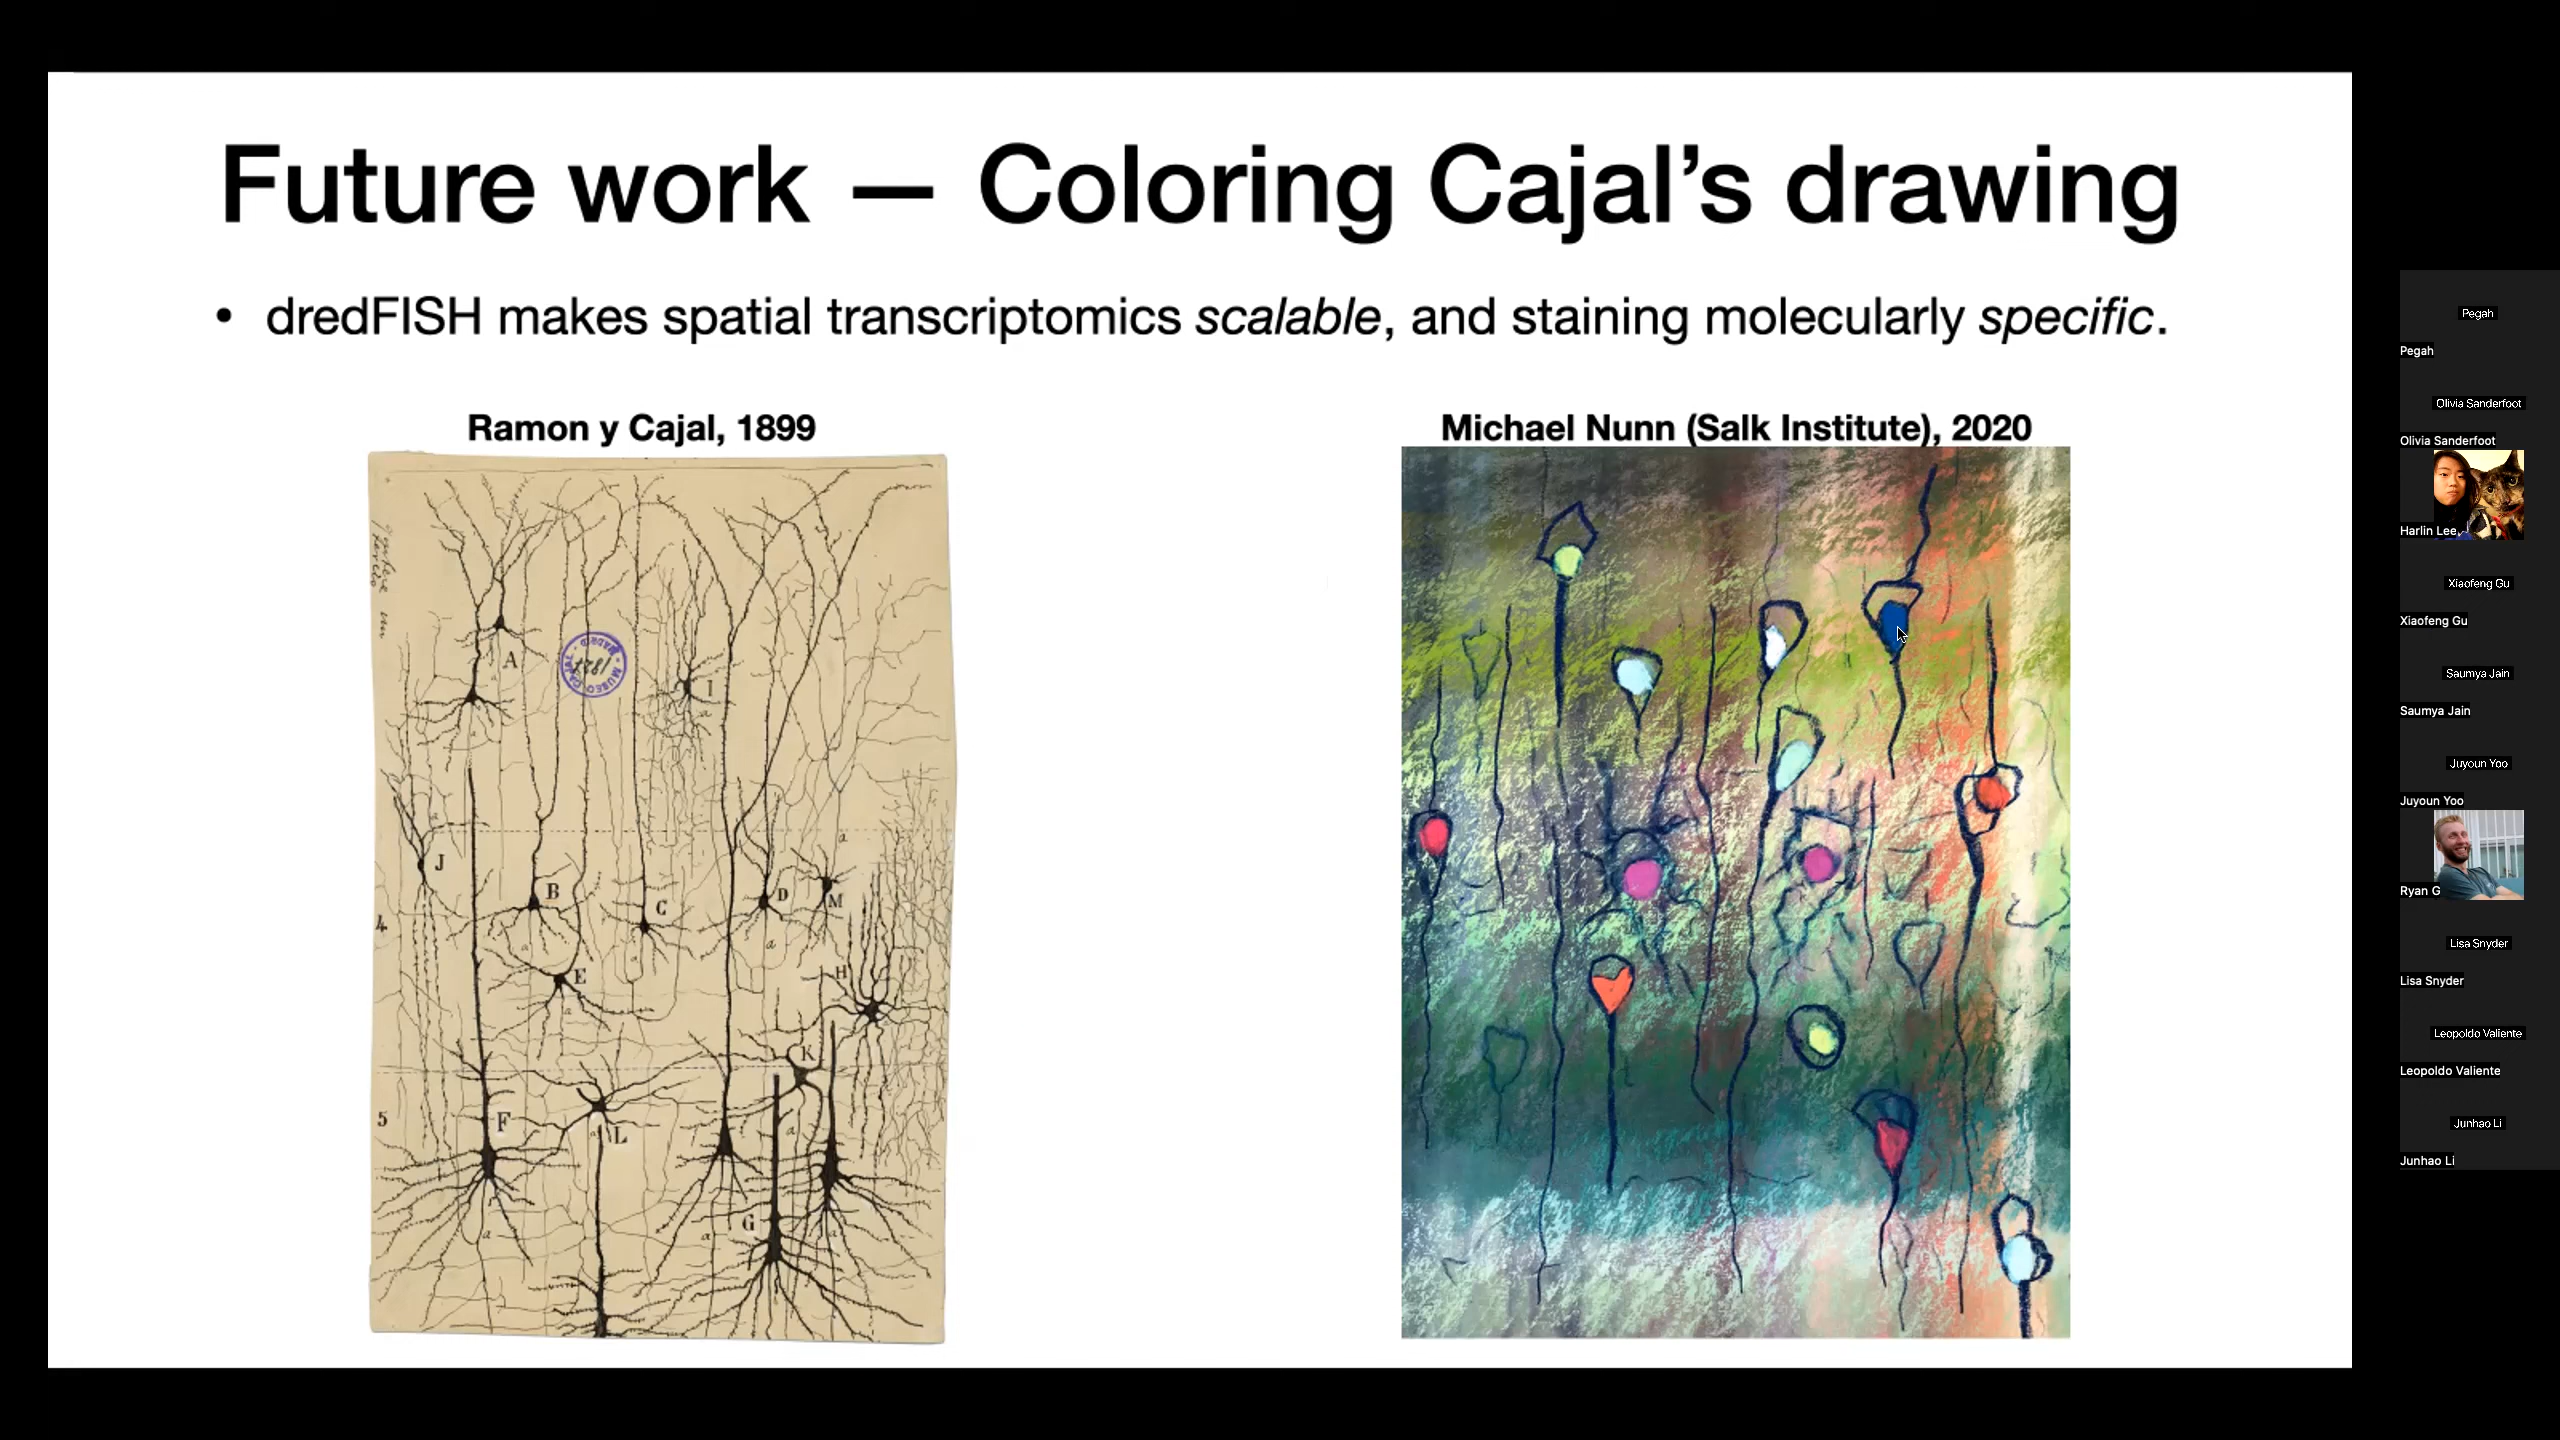 Future work — Coloring Cajal’s drawing
• dredFISH makes spatial transcriptomics scalable, and staining molecularly specific.
Ramon y Cajal, 1899
Michael Nunn (Salk Institute), 2020
A
I
MUSEO CAJAL - MADRID
a
a
J
a
B
C
D
M
4
a
a
a
E
H
a
K
5
F
L
a
G
a
a
a
Pegah
Pegah
Olivia Sanderfoot
Olivia Sanderfoot
Harlin Lee
Xiaofeng Gu
Xiaofeng Gu
Saumya Jain
Saumya Jain
Juyoun Yoo
Juyoun Yoo
Ryan G
Lisa Snyder
Lisa Snyder
Leopoldo Valiente
Leopoldo Valiente
Junhao Li
Junhao Li